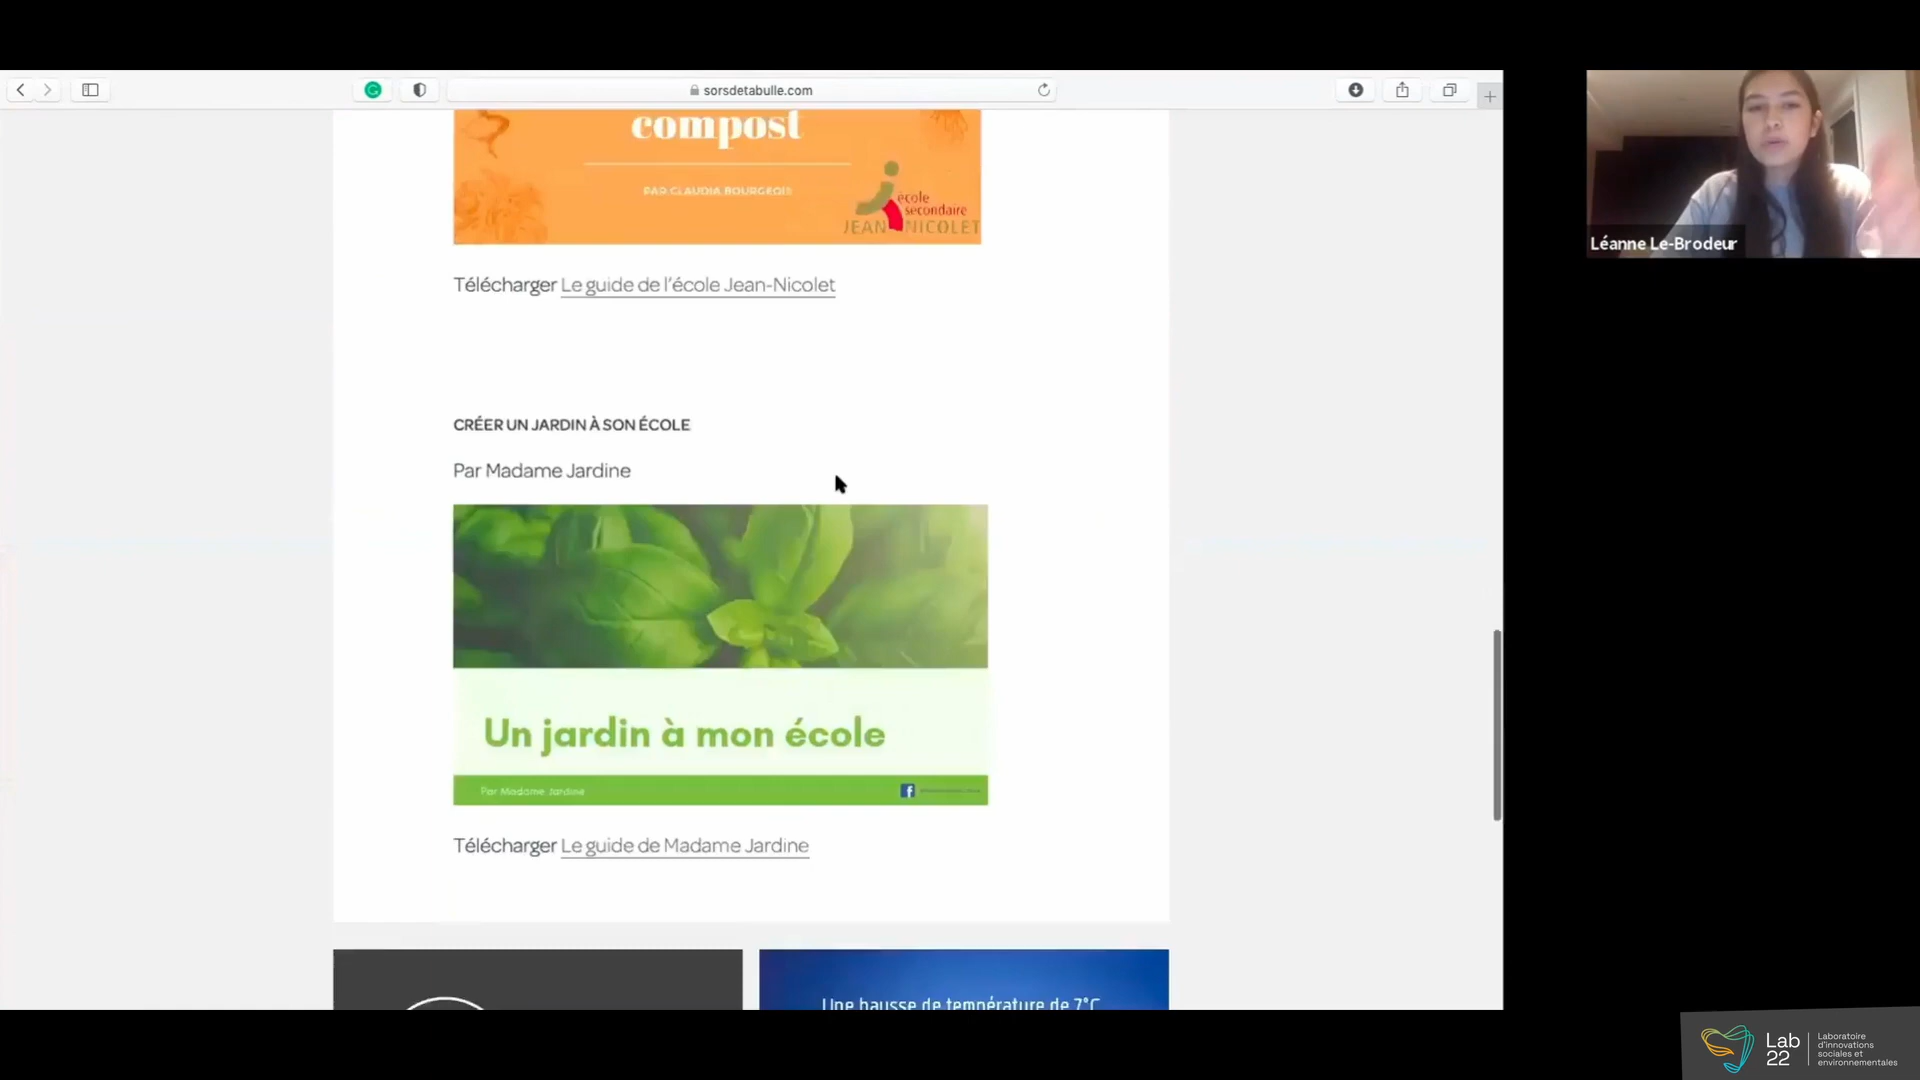 sorsdetabulle.com
compost
PAR CLAUDIA BOURGEOIS
école
secondaire
JEAN NICOLET
Télécharger Le guide de l'école Jean-Nicolet
CRÉER UN JARDIN À SON ÉCOLE
Par Madame Jardine
Un jardin à mon école
Par Madame Jardine
Télécharger Le guide de Madame Jardine
Une hausse de température de 7°C
Léanne Le-Brodeur
Lab
22
Laboratoire
d'innovations
sociales et
environnementales